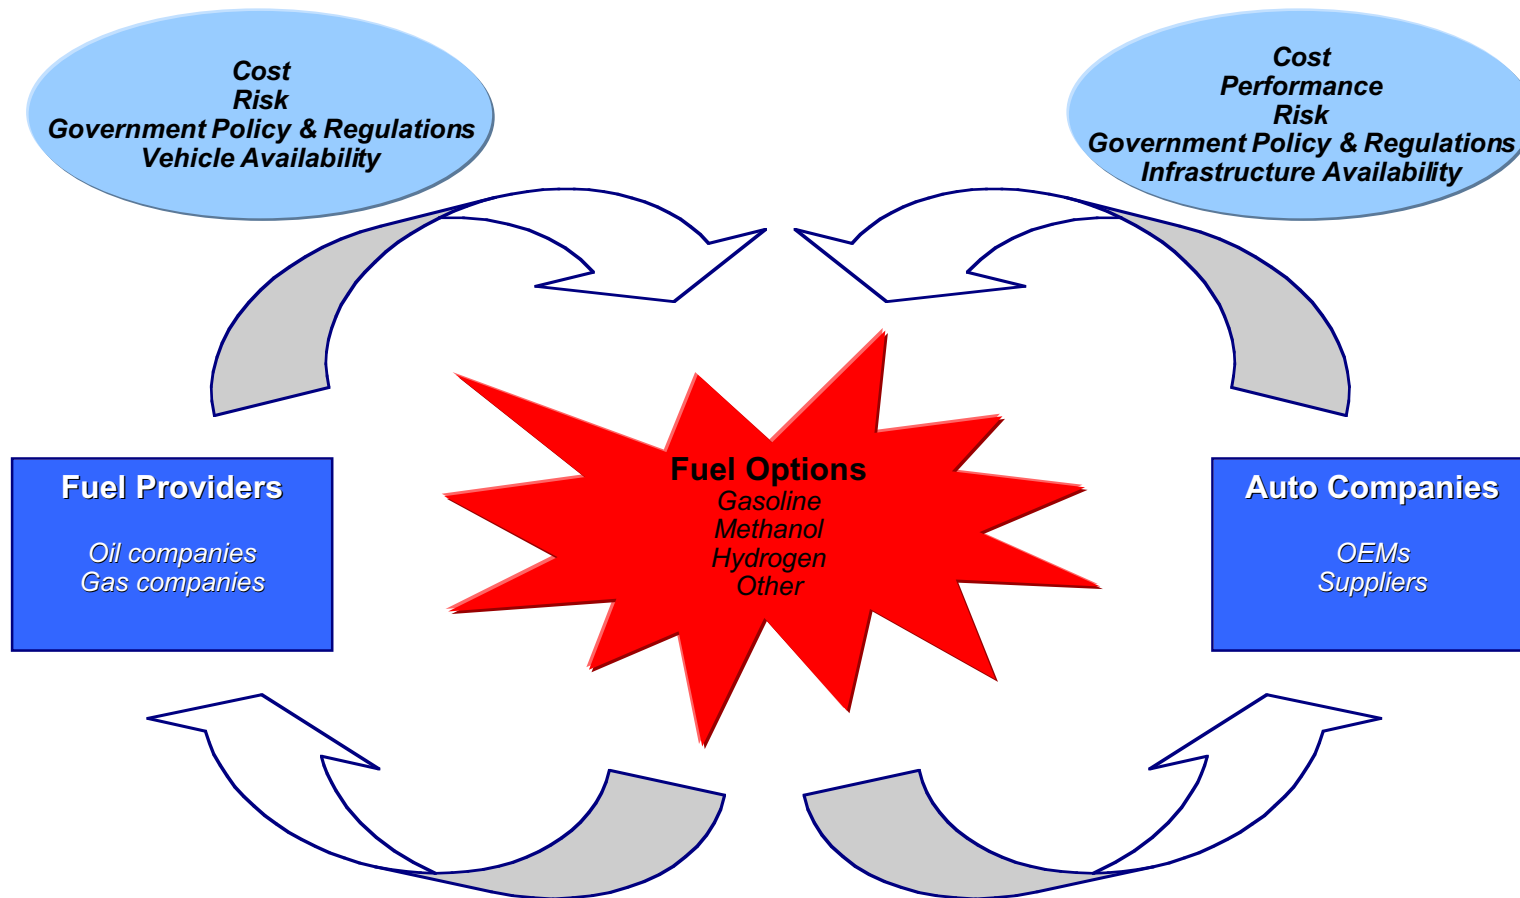 Cost
Risk
Government Policy & Regulations
Vehicle Availability
Cost
Performance
Risk
Government Policy & Regulations
Infrastructure Availability
Fuel Providers
Oil companies
Gas companies
Fuel Options
Gasoline
Methanol
Hydrogen
Other
Auto Companies
OEMs
Suppliers